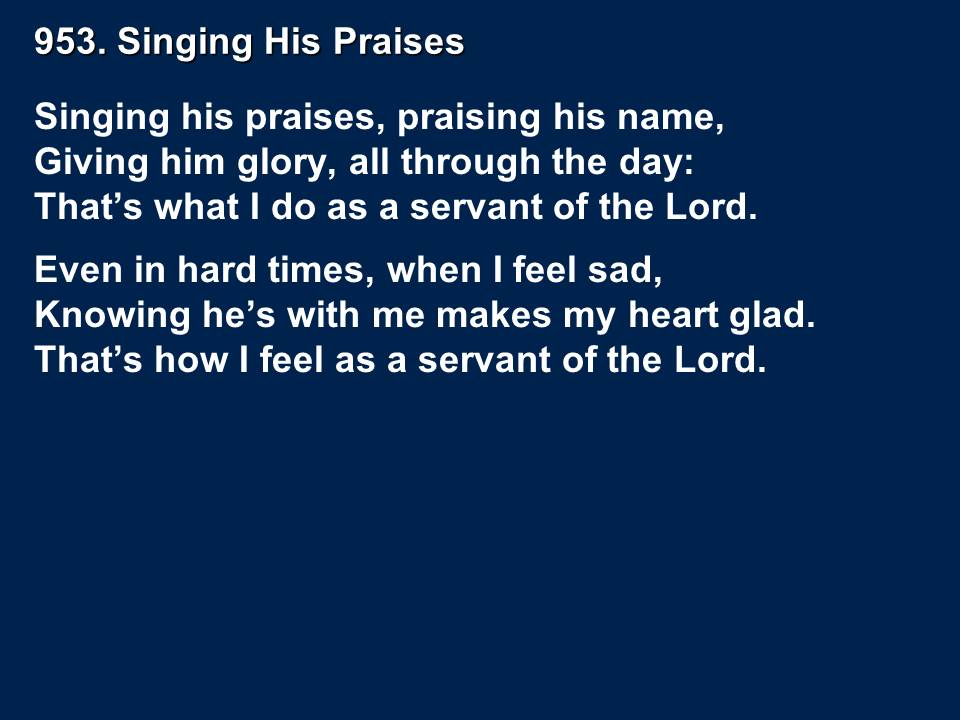 953. Singing His Praises
Singing his praises, praising his name,
Giving him glory, all through the day:
That’s what I do as a servant of the Lord.
Even in hard times, when I feel sad,
Knowing he’s with me makes my heart glad.
That’s how I feel as a servant of the Lord.